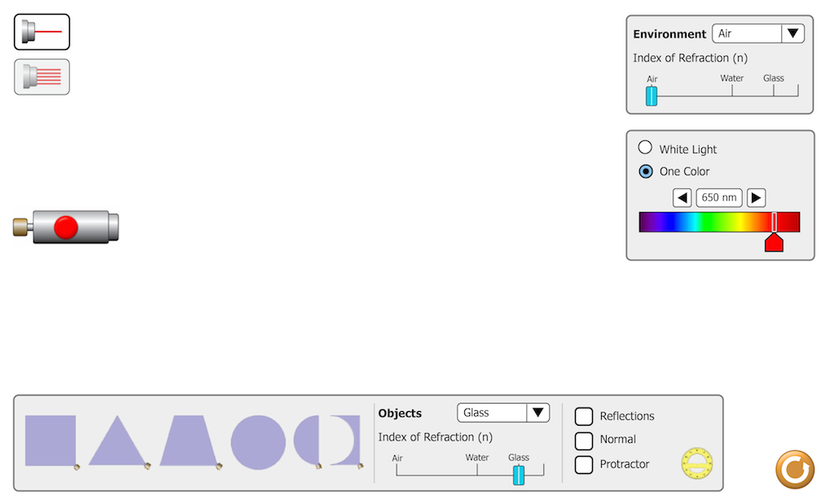 Environment Air
Index of Refraction (n)
Air Water Glass
White Light
One Color
650 nm
Objects Glass
Index of Refraction (n)
Air Water Glass
Reflections
Normal
Protractor